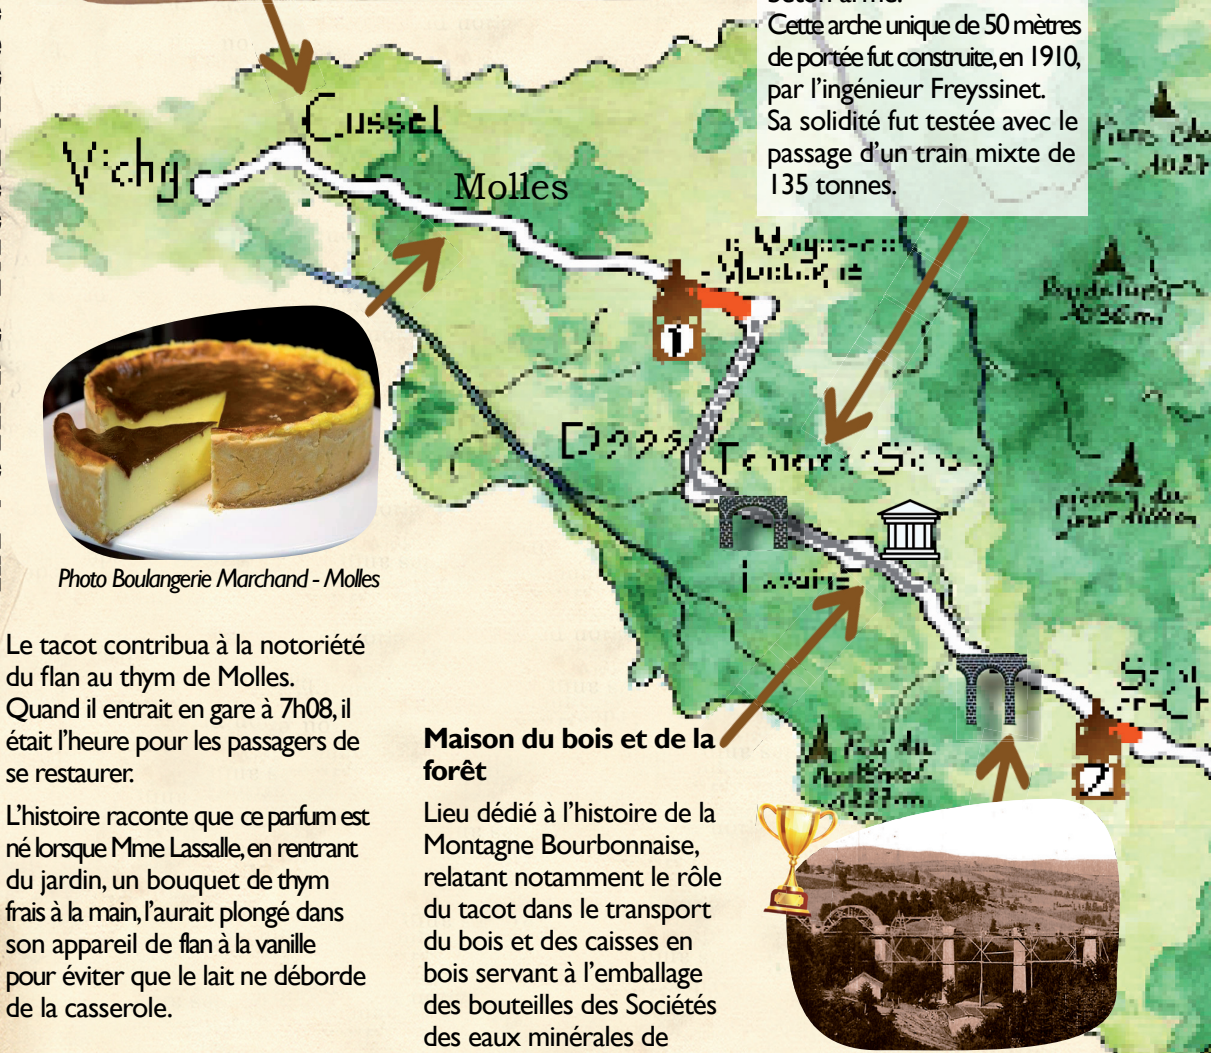 Cette arche unique de 50 mètres
de portée fut construite, en 1910,
par l'ingénieur Freyssinet.
Sa solidité fut testée avec le
passage d'un train mixte de
135 tonnes.
Cusset
Vichy
Molles
1
Photo Boulangerie Marchand - Molles
Le tacot contribua à la notoriété
du flan au thym de Molles.
Quand il entrait en gare à 7h08, il
était l'heure pour les passagers de
se restaurer.
L'histoire raconte que ce parfum est
né lorsque Mme Lassalle, en rentrant
du jardin, un bouquet de thym
frais à la main, l'aurait plongé dans
son appareil de flan à la vanille
pour éviter que le lait ne déborde
de la casserole.
Maison du bois et de la
forêt
Lieu dédié à l'histoire de la
Montagne Bourbonnaise,
relatant notamment le rôle
du tacot dans le transport
du bois et des caisses en
bois servant à l'emballage
des bouteilles des Sociétés
des eaux minérales de